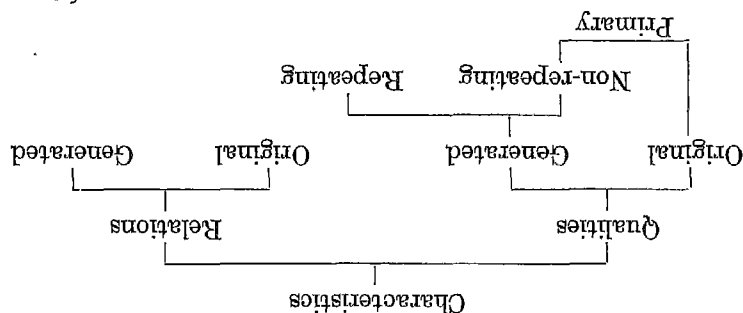 Characteristics
Qualities Relations
Original Generated Original Generated
Non-repeating Repeating
Primary